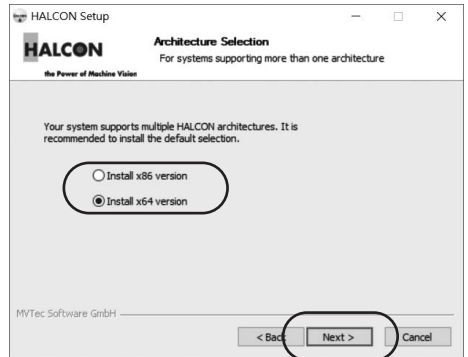 HALCON Setup
HALCON
the Power of Machine Vision
Architecture Selection
For systems supporting more than one architecture
Your system supports multiple HALCON architectures. It is
recommended to install the default selection.
Install x86 version
Install x64 version
MVTec Software GmbH
< Back
Next >
Cancel